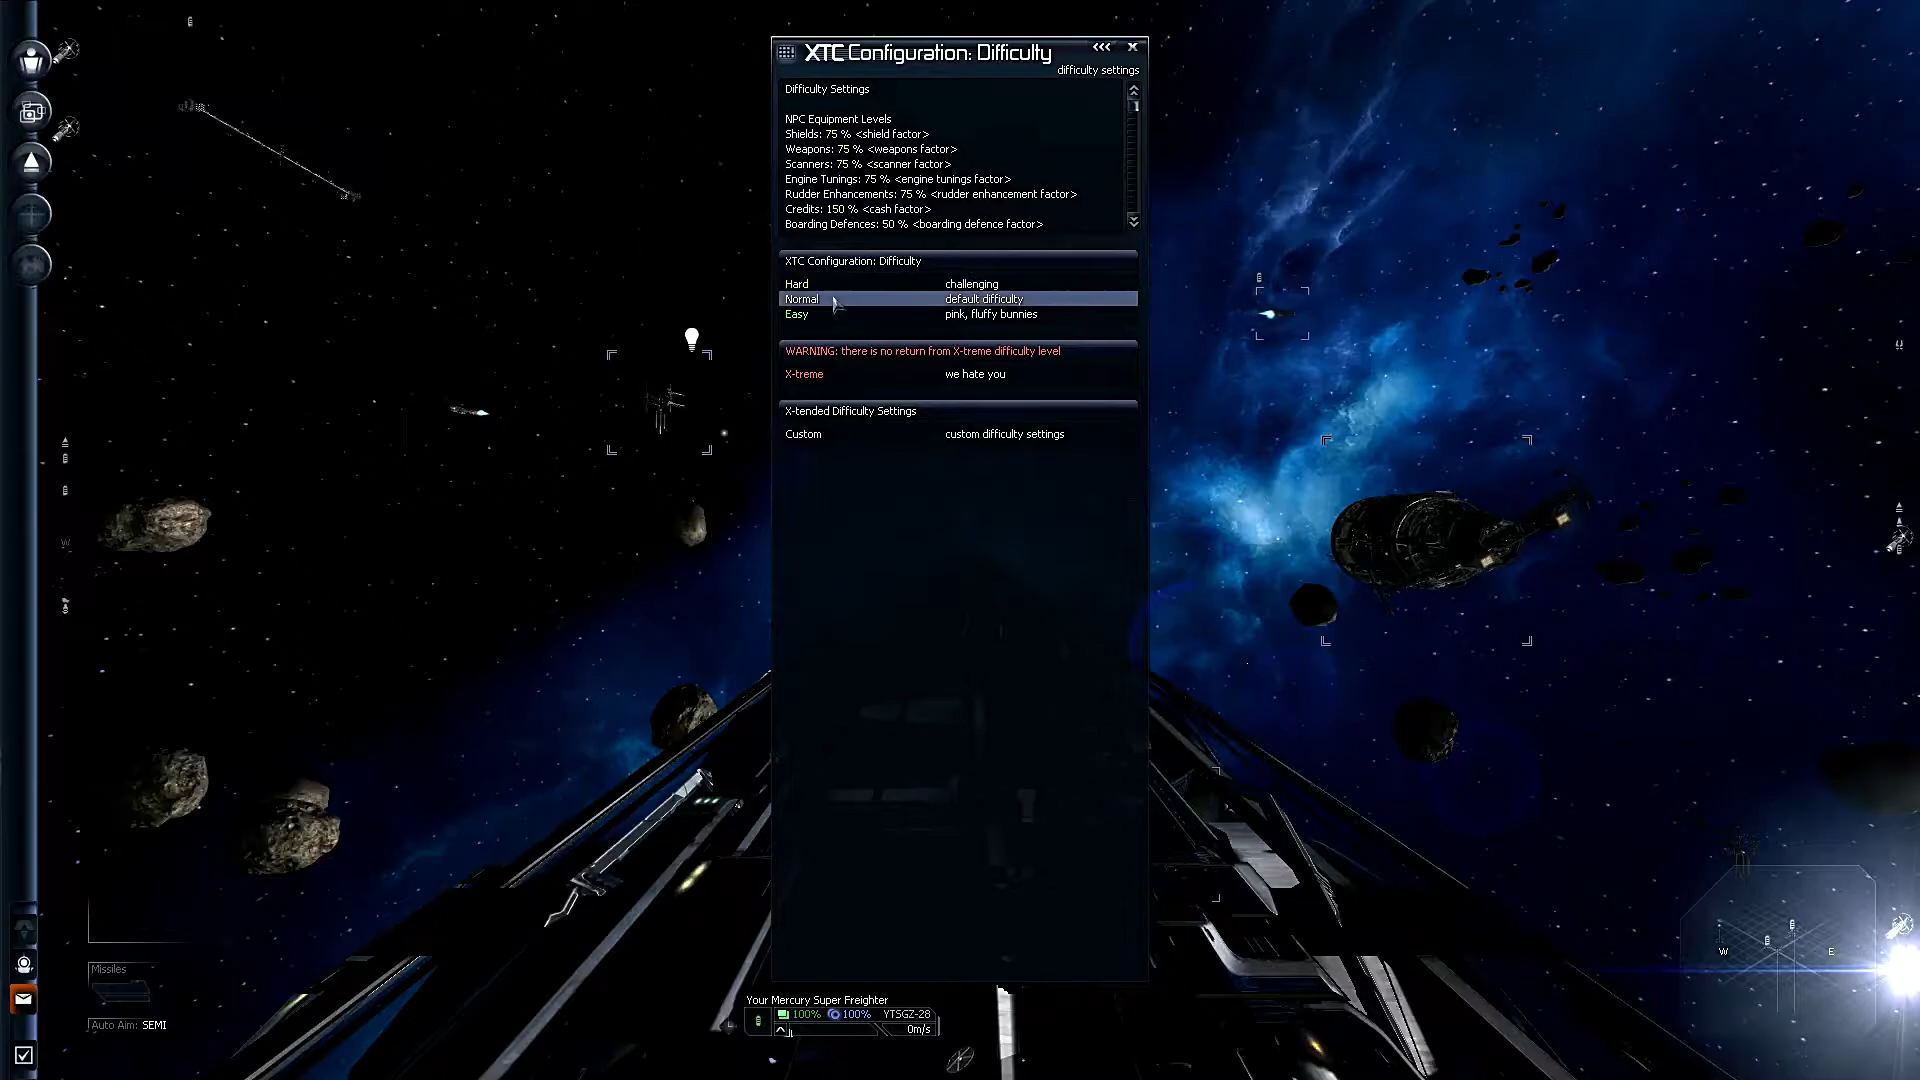 XTC Configuration: Difficulty
difficulty settings
Difficulty Settings
NPC Equipment Levels
Shields: 75 % <shield factor>
Weapons: 75 % <weapons factor>
Scanners: 75 % <scanner factor>
Engine Tunings: 75 % <engine tunings factor>
Rudder Enhancements: 75 % <rudder enhancement factor>
Credits: 150 % <cash factor>
Boarding Defences: 50 % <boarding defence factor>
XTC Configuration: Difficulty
Hard challenging
Normal default difficulty
Easy pink, fluffy bunnies
WARNING: there is no return from X-treme difficulty level
X-treme we hate you
X-tended Difficulty Settings
Custom custom difficulty settings
W
W E
Missiles
Auto Aim: SEMI
Your Mercury Super Freighter
100% 100% YTSGZ-28
0m/s